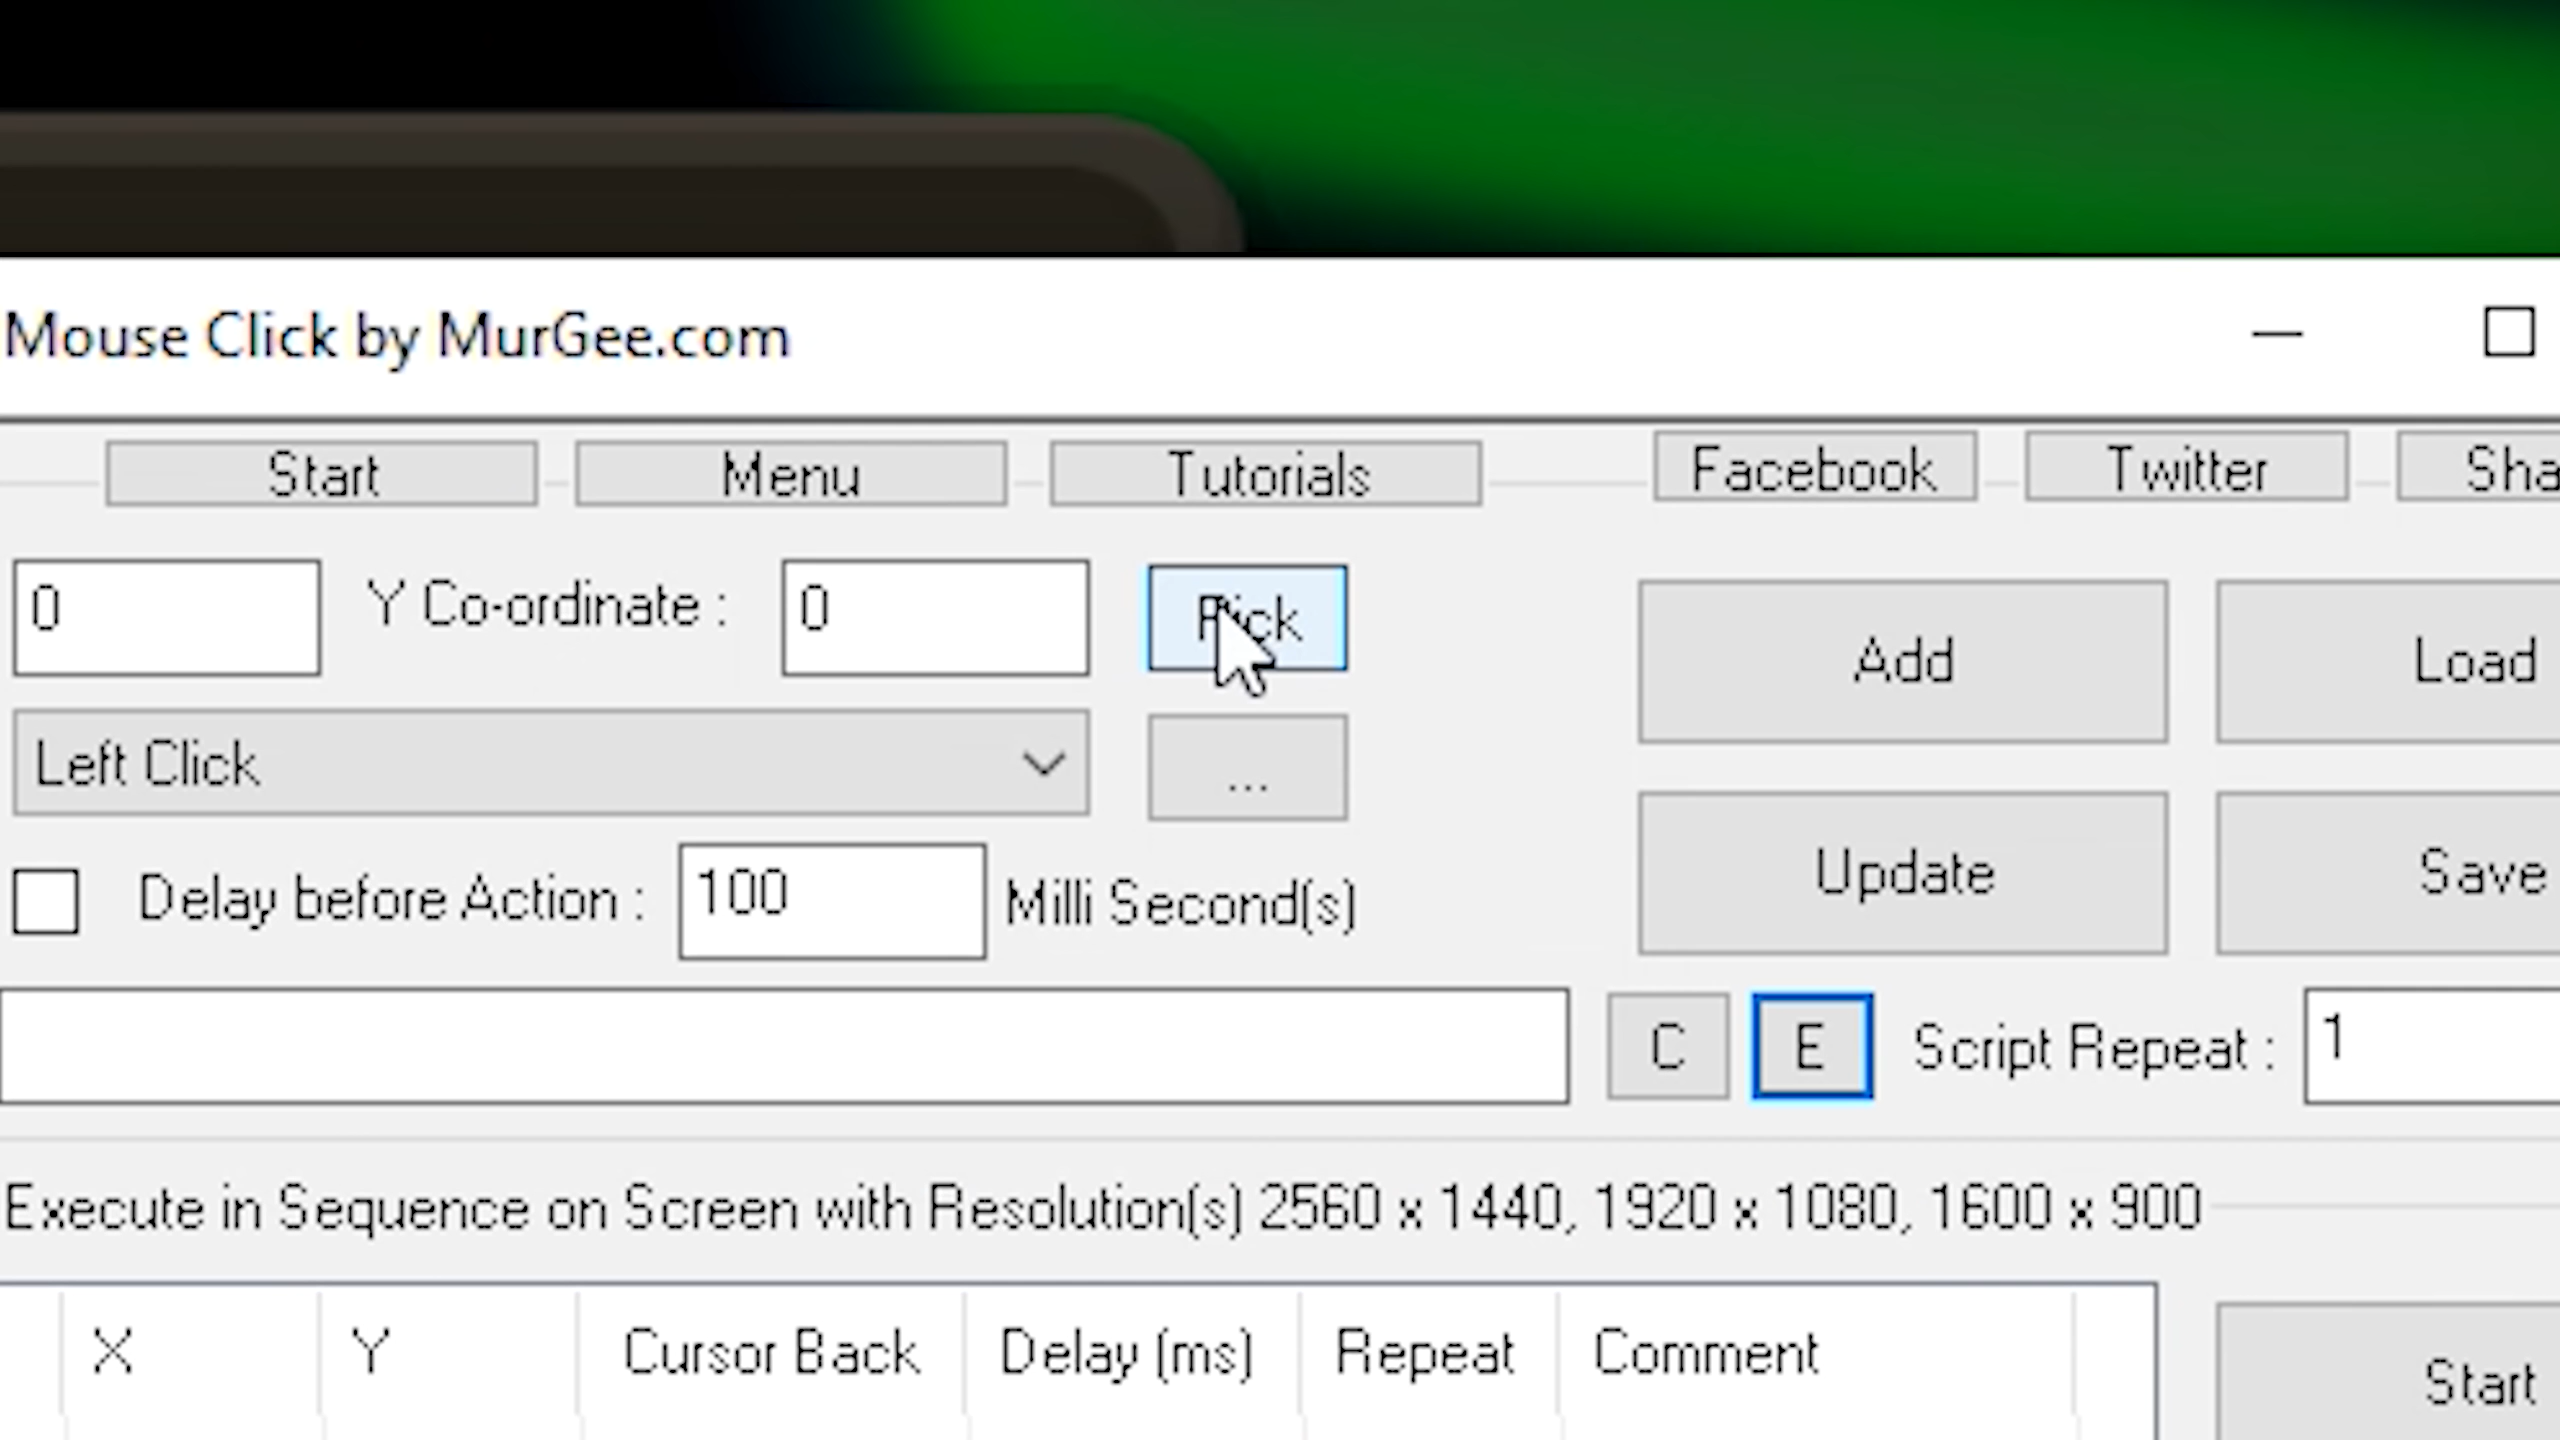 Mouse Click by MurGee.com
Start Menu Tutorials Facebook Twitter Sha
0 Y Co-ordinate : 0 Pick Add Load
Left Click ...
Delay before Action : 100 Milli Second(s) Update Save
C E Script Repeat : 1
Execute in Sequence on Screen with Resolution(s) 2560 x 1440, 1920 x 1080, 1600 x 900
X Y Cursor Back Delay (ms) Repeat Comment Start